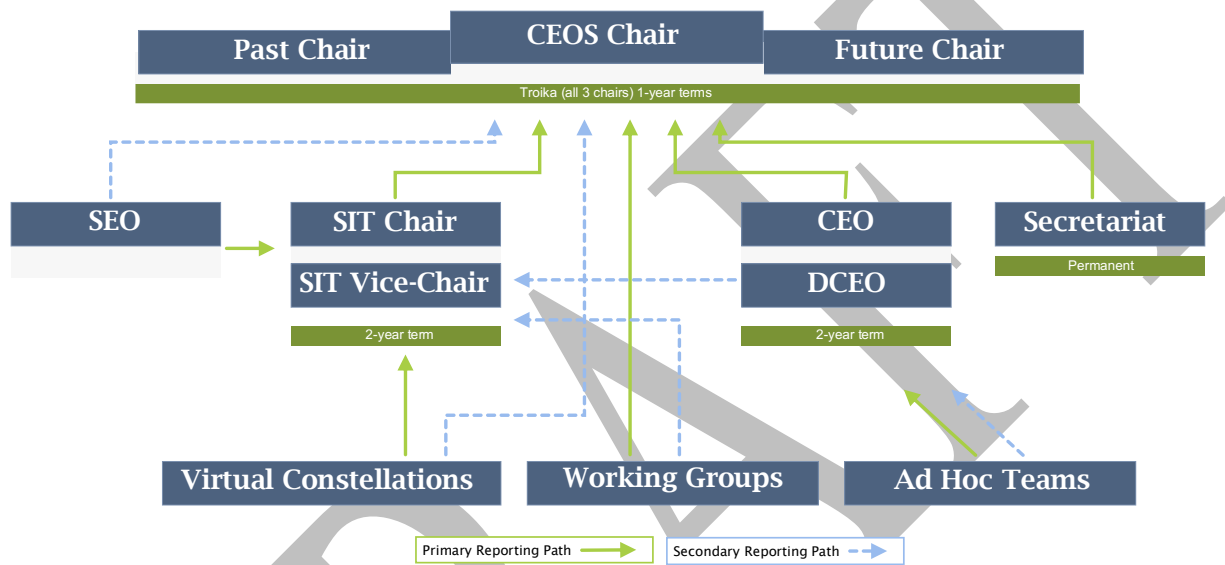 Past Chair
CEOS Chair
Future Chair
Troika (all 3 chairs) 1-year terms
SEO
SIT Chair
CEO
Secretariat
SIT Vice-Chair
DCEO
Permanent
2-year term
2-year term
Virtual Constellations
Working Groups
Ad Hoc Teams
Primary Reporting Path
Secondary Reporting Path